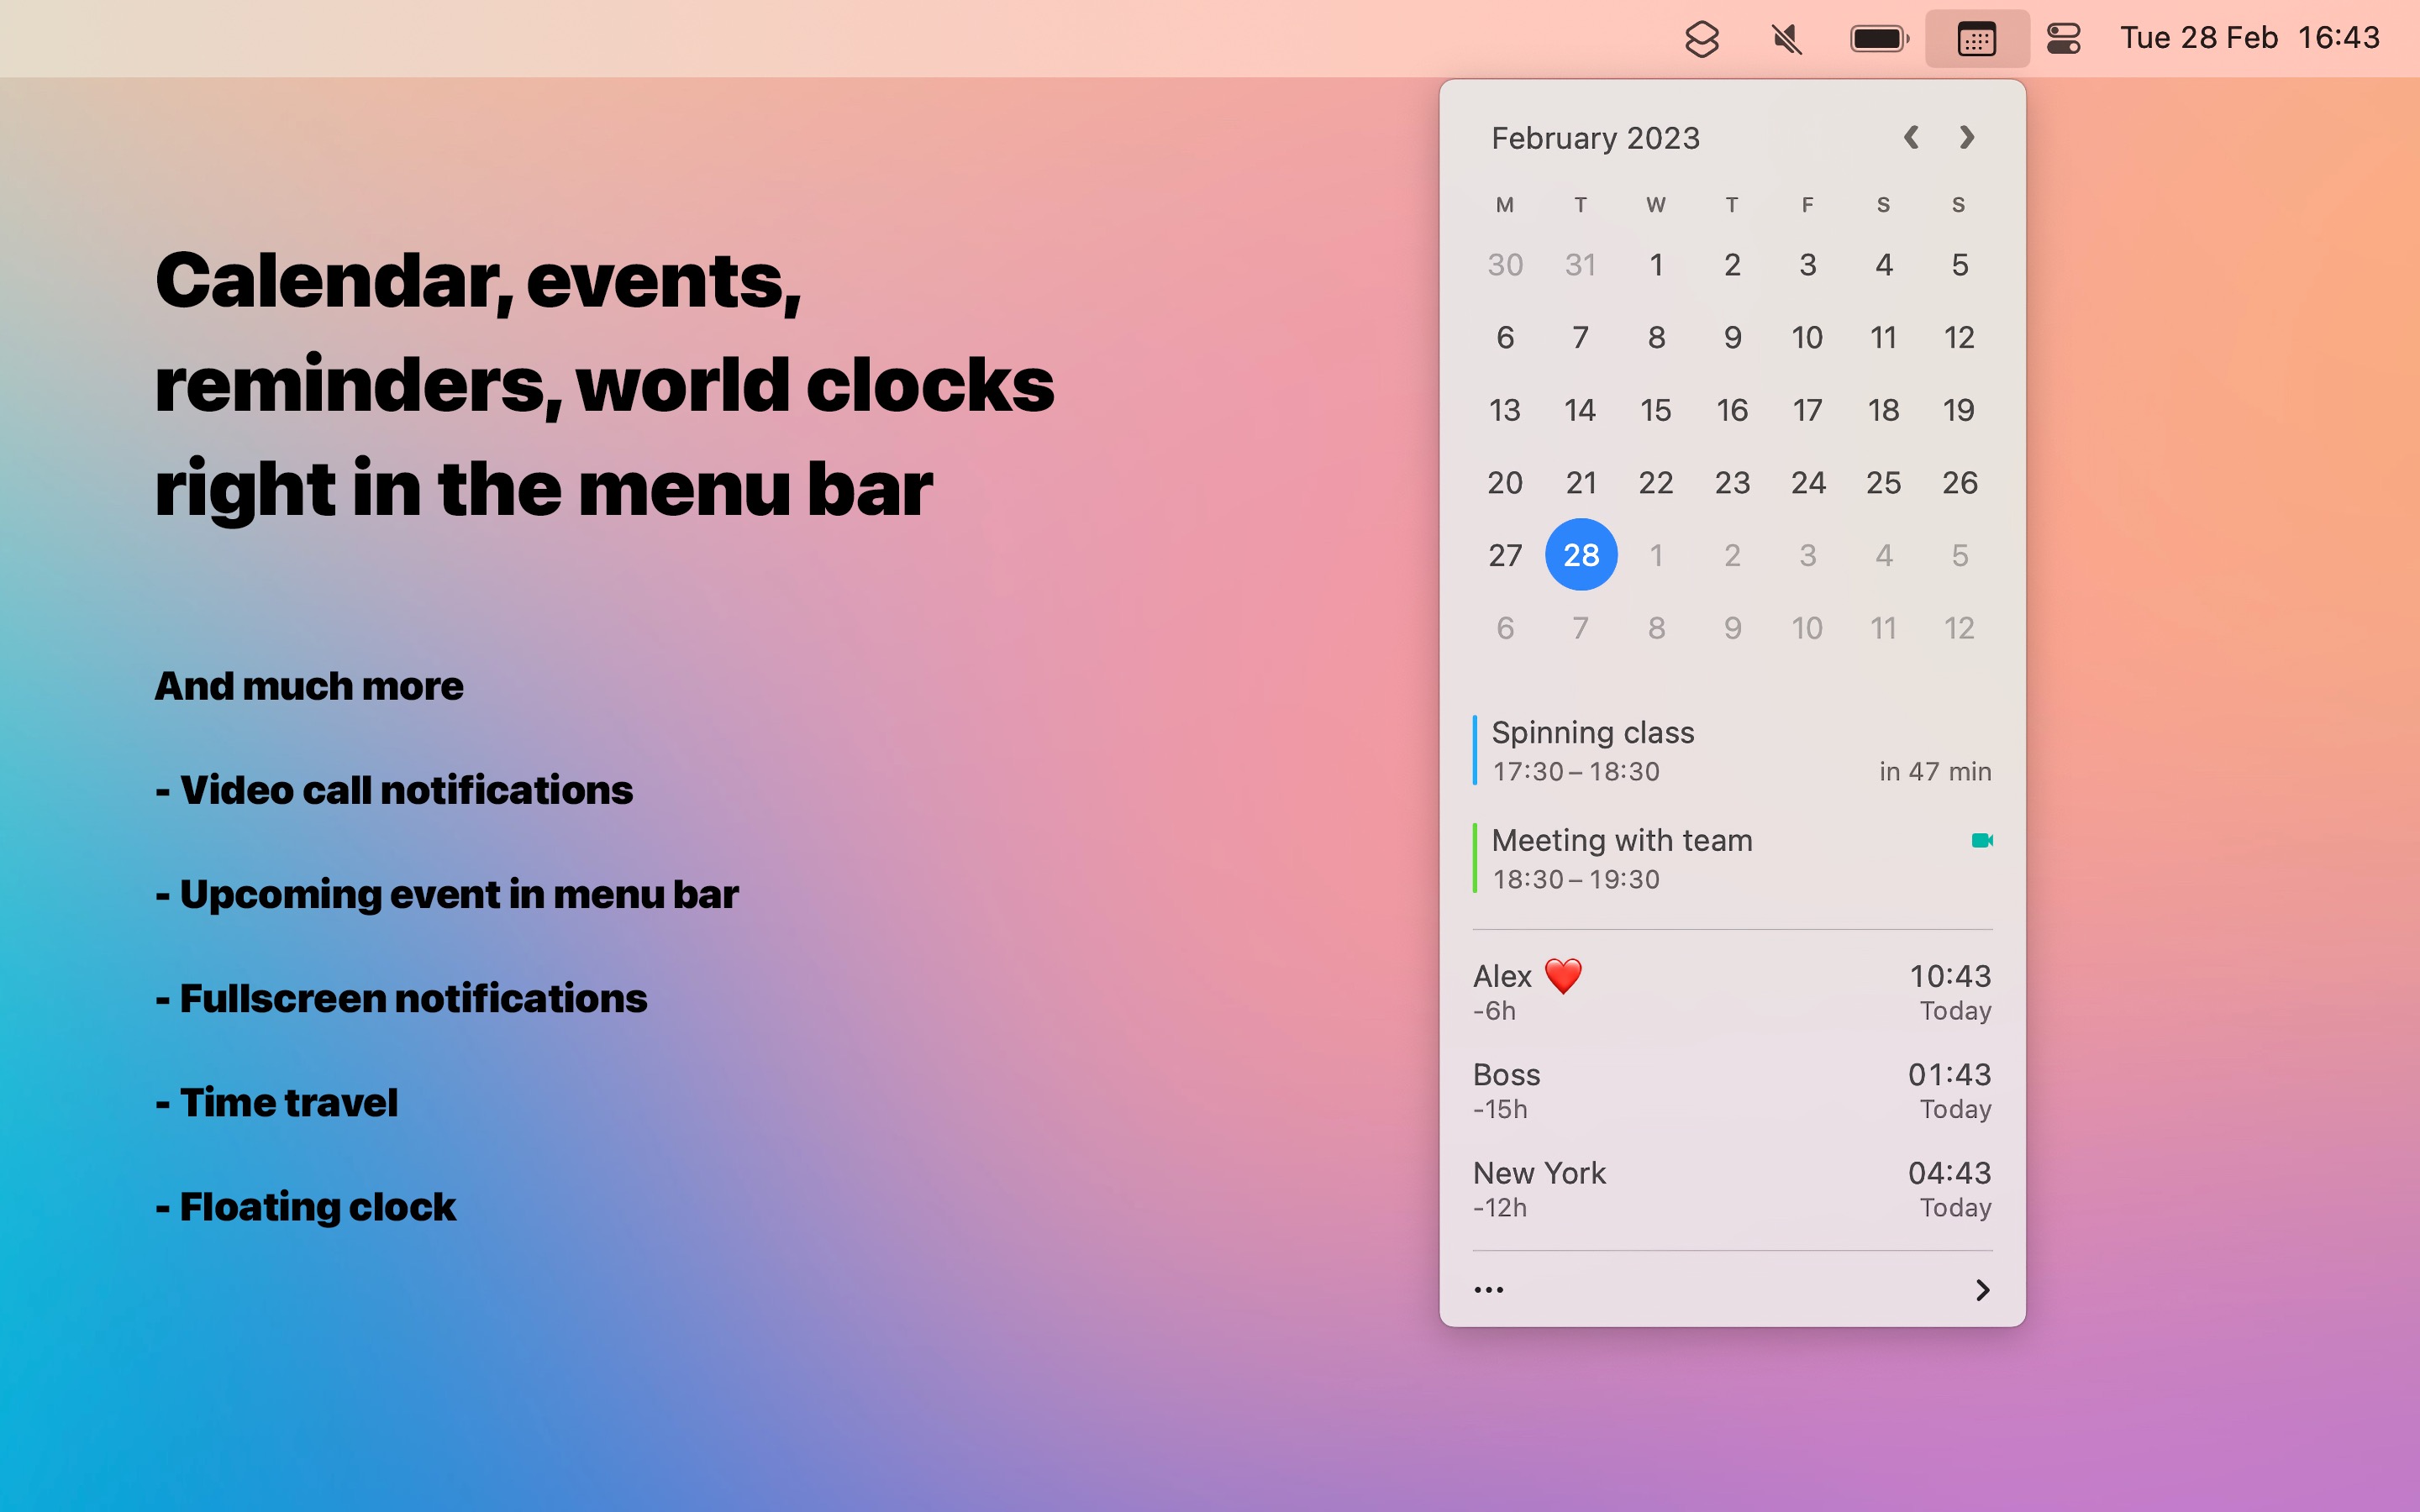 Tue 28 Feb 16:43
Calendar, events,
reminders, world clocks
right in the menu bar
And much more
- Video call notifications
- Upcoming event in menu bar
- Fullscreen notifications
- Time travel
- Floating clock
February 2023
M T W T F S S
30 31 1 2 3 4 5
6 7 8 9 10 11 12
13 14 15 16 17 18 19
20 21 22 23 24 25 26
27 28 1 2 3 4 5
6 7 8 9 10 11 12
Spinning class
17:30 – 18:30 in 47 min
Meeting with team
18:30 – 19:30
Alex ❤️ 10:43
-6h Today
Boss 01:43
-15h Today
New York 04:43
-12h Today